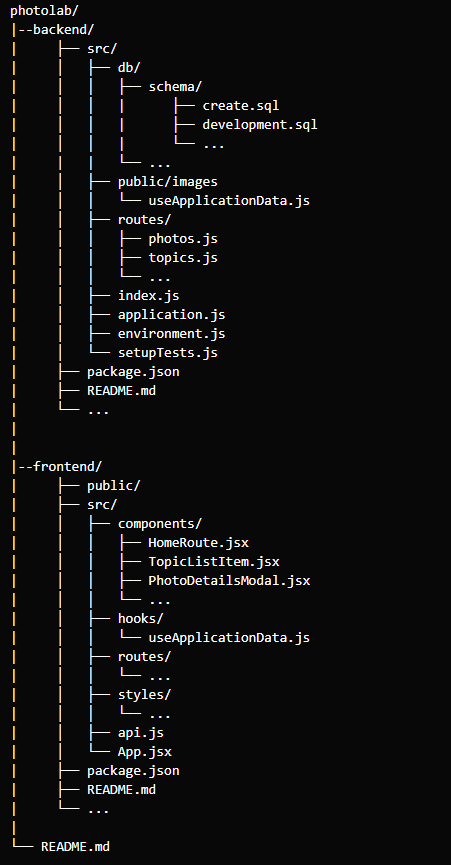 photolab/
|--backend/
|     ├── src/
|     |   ├── db/
|     |   |   ├── schema/
|     |   |   |      ├── create.sql
|     |   |   |      ├── development.sql
|     |   |   |      └── ...
|     |   |   └── ...
|     |   ├── public/images
|     |   |   └── useApplicationData.js
|     |   ├── routes/
|     |   |   ├── photos.js
|     |   |   ├── topics.js
|     |   |   └── ...
|     |   ├── index.js
|     |   ├── application.js
|     |   ├── environment.js
|     |   └── setupTests.js
|     ├── package.json
|     ├── README.md
|     └── ...
|
|
|--frontend/
|     ├── public/
|     ├── src/
|     |   ├── components/
|     |   |   ├── HomeRoute.jsx
|     |   |   ├── TopicListItem.jsx
|     |   |   ├── PhotoDetailsModal.jsx
|     |   |   └── ...
|     |   ├── hooks/
|     |   |   └── useApplicationData.js
|     |   ├── routes/
|     |   |   └── ...
|     |   ├── styles/
|     |   |   └── ...
|     |   ├── api.js
|     |   └── App.jsx
|     ├── package.json
|     ├── README.md
|     └── ...
|
└── README.md